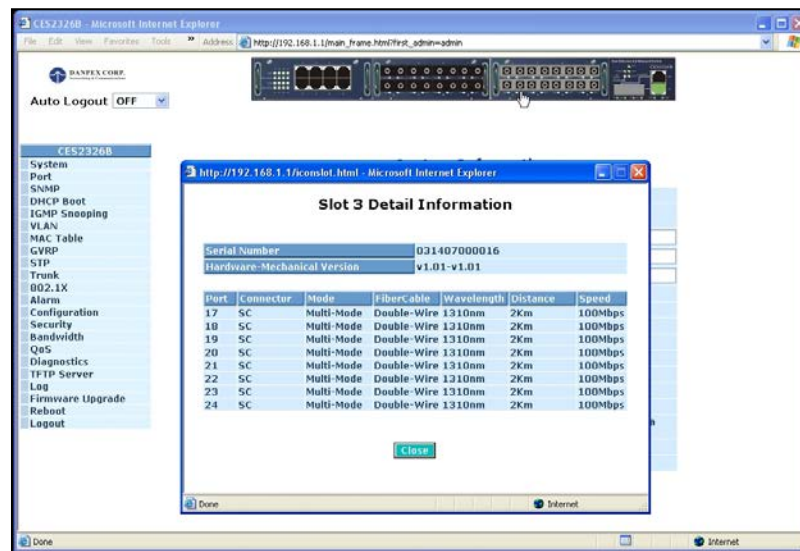 CES2326B - Microsoft Internet Explorer
File Edit View Favorites Tools » Address http://192.168.1.1/main_frame.html?first_admin=admin
DANPEX CORP.
Auto Logout OFF
CES2326B
System
Port
SNMP
DHCP Boot
IGMP Snooping
VLAN
MAC Table
GVRP
STP
Trunk
802.1X
Alarm
Configuration
Security
Bandwidth
QoS
Diagnostics
TFTP Server
Log
Firmware Upgrade
Reboot
Logout
http://192.168.1.1/iconslot.html - Microsoft Internet Explorer
Slot 3 Detail Information
Serial Number 031407000016
Hardware-Mechanical Version v1.01-v1.01
Port Connector Mode FiberCable Wavelength Distance Speed
17 SC Multi-Mode Double-Wire 1310nm 2Km 100Mbps
18 SC Multi-Mode Double-Wire 1310nm 2Km 100Mbps
19 SC Multi-Mode Double-Wire 1310nm 2Km 100Mbps
20 SC Multi-Mode Double-Wire 1310nm 2Km 100Mbps
21 SC Multi-Mode Double-Wire 1310nm 2Km 100Mbps
22 SC Multi-Mode Double-Wire 1310nm 2Km 100Mbps
23 SC Multi-Mode Double-Wire 1310nm 2Km 100Mbps
24 SC Multi-Mode Double-Wire 1310nm 2Km 100Mbps
Close
Done Internet
Done Internet